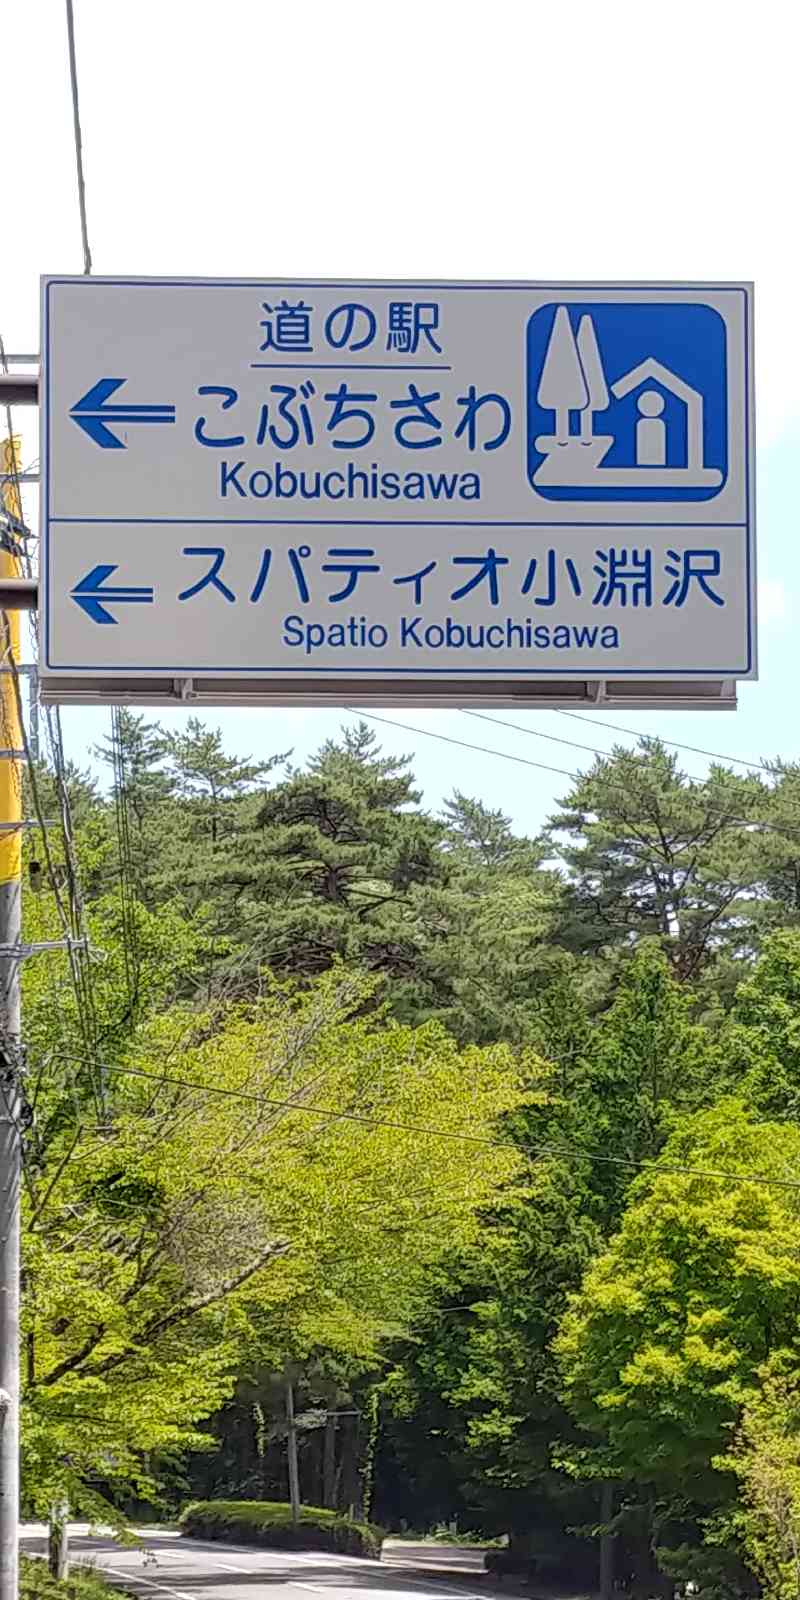 道の駅
こぶちさわ
Kobuchisawa
スパティオ小淵沢
Spatio Kobuchisawa